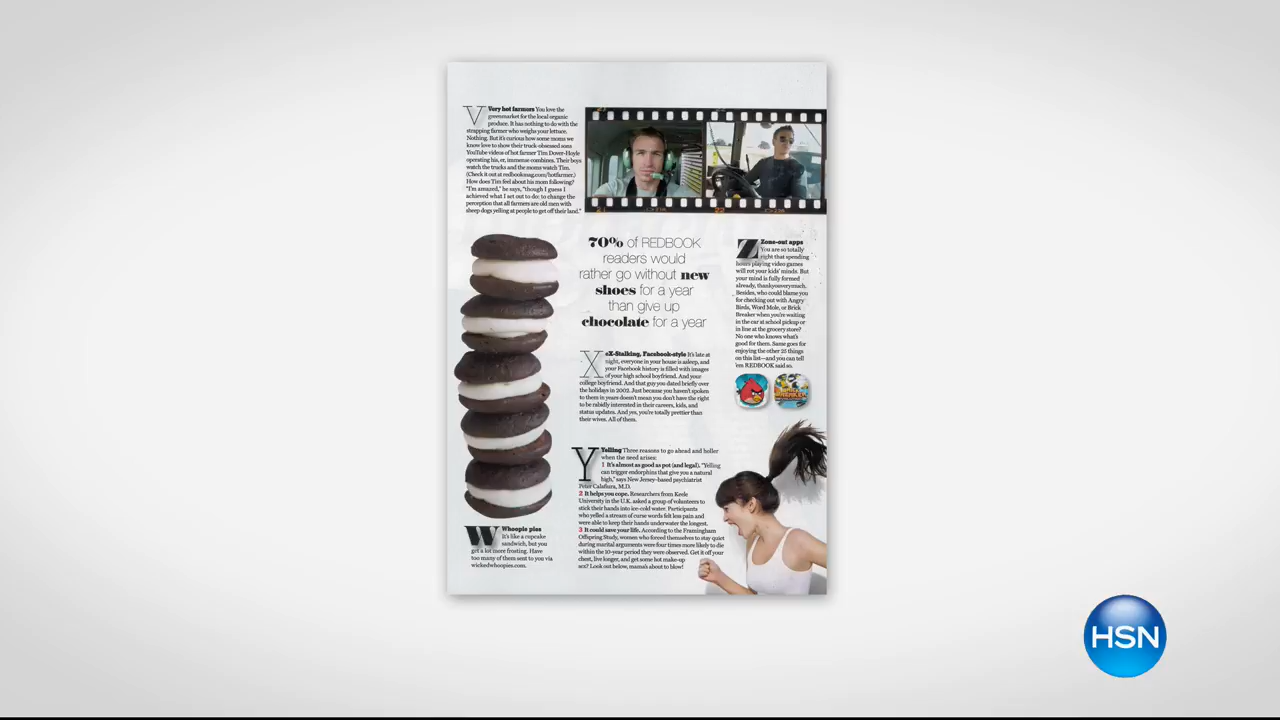 Very hot farmers You love the
greenmarket for the local organic
produce. It has nothing to do with the
strapping farmer who weighs your lettuce.
Nothing. But it's curious how some moms we
know love to show their truck-obsessed sons
YouTube videos of hot farmer Tim Dover-Hoyle
operating his, er, immense combines. Their boys
watch the trucks and the moms watch Tim.
(Check it out at redbookmag.com/hotfarmer.)
How does Tim feel about his mom following?
"I'm amazed," he says, "though I guess I
achieved what I set out to do: to change the
perception that all farmers are old men with
sheep dogs yelling at people to get off their land."
70% of REDBOOK
readers would
rather go without new
shoes for a year
than give up
chocolate for a year
Z Zone-out apps
You are so totally
right that spending
hours playing video games
will rot your kids' minds. But
your mind is fully formed
already, thankyouverymuch.
Besides, who could blame you
for checking out with Angry
Birds, Word Mole, or Brick
Breaker when you're waiting
in the car at school pickup or
in line at the grocery store?
No one who knows what's
good for them. Same goes for
enjoying the other 25 things
on this list—and you can tell
'em REDBOOK said so.
X eX-Stalking, Facebook-style It's late at
night, everyone in your house is asleep, and
your Facebook history is filled with images
of your high school boyfriend. And your
college boyfriend. And that guy you dated briefly over
the holidays in 2002. Just because you haven't spoken
to them in years doesn't mean you don't have the right
to be rabidly interested in their careers, kids, and
status updates. And yes, you're totally prettier than
their wives. All of them.
Y Yelling Three reasons to go ahead and holler
when the need arises:
1 It's almost as good as pot (and legal). "Yelling
can trigger endorphins that give you a natural
high," says New Jersey–based psychiatrist
Peter Calafiura, M.D.
2 It helps you cope. Researchers from Keele
University in the U.K. asked a group of volunteers to
stick their hands into ice-cold water. Participants
who yelled a stream of curse words felt less pain and
were able to keep their hands underwater the longest.
3 It could save your life. According to the Framingham
Offspring Study, women who forced themselves to stay quiet
during marital arguments were four times more likely to die
within the 10-year period they were observed. Get it off your
chest, live longer, and get some hot make-up
sex? Look out below, mama's about to blow!
W Whoopie pies
It's like a cupcake
sandwich, but you
get a lot more frosting. Have
too many of them sent to you via
wickedwhoopies.com.
HSN